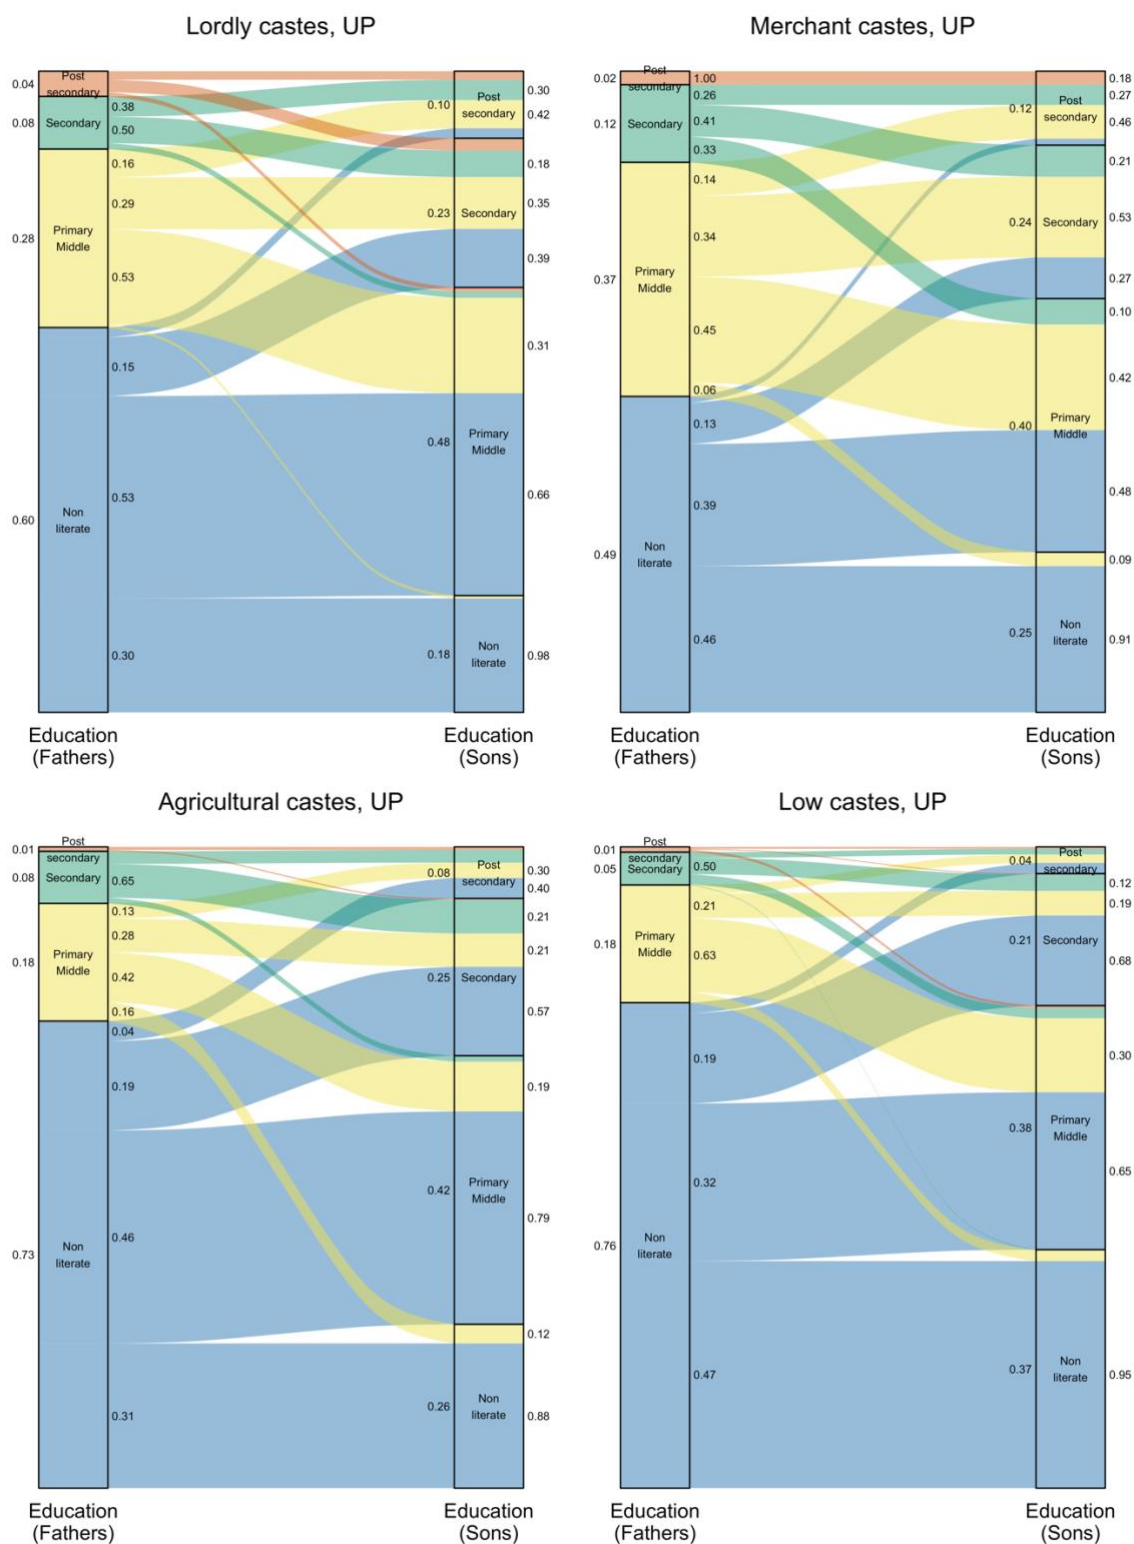 Lordly castes, UP
Post
secondary
0.04
0.08
Secondary
0.38
0.50
0.16
0.29
Primary
Middle
0.28
0.53
0.15
Non
literate
0.60
0.53
0.30
0.10
Post
secondary
0.30
0.42
0.18
0.23
Secondary
0.35
0.39
0.31
0.48
Primary
Middle
0.66
0.18
Non
literate
0.98
Education
(Fathers)
Education
(Sons)
Merchant castes, UP
Post
secondary
0.02
0.12
Secondary
1.00
0.26
0.41
0.33
0.14
0.34
Primary
Middle
0.37
0.45
0.06
0.13
0.39
Non
literate
0.49
0.46
0.12
Post
secondary
0.18
0.27
0.46
0.21
0.24
Secondary
0.53
0.27
0.10
0.42
0.40
Primary
Middle
0.48
0.09
0.25
Non
literate
0.91
Education
(Fathers)
Education
(Sons)
Agricultural castes, UP
Post
secondary
0.01
0.08
Secondary
0.65
0.13
0.28
Primary
Middle
0.18
0.42
0.16
0.04
0.19
0.46
Non
literate
0.73
0.31
0.08
Post
secondary
0.30
0.40
0.21
0.21
0.25
Secondary
0.57
0.19
0.42
Primary
Middle
0.79
0.12
0.26
Non
literate
0.88
Education
(Fathers)
Education
(Sons)
Low castes, UP
Post
secondary
0.01
0.05
Secondary
0.50
0.21
Primary
Middle
0.18
0.63
0.19
0.32
Non
literate
0.76
0.47
0.04
Post
secondary
0.12
0.19
0.21
Secondary
0.68
0.30
0.38
Primary
Middle
0.65
0.37
Non
literate
0.95
Education
(Fathers)
Education
(Sons)